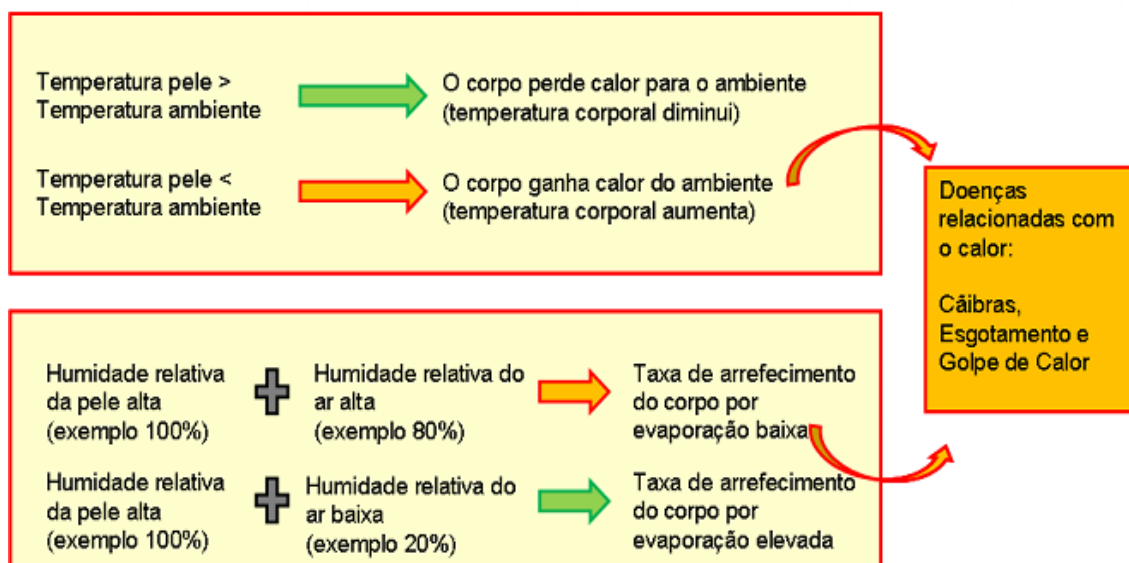 Temperatura pele >
Temperatura ambiente
O corpo perde calor para o ambiente
(temperatura corporal diminui)
Temperatura pele <
Temperatura ambiente
O corpo ganha calor do ambiente
(temperatura corporal aumenta)
Doenças
relacionadas com
o calor:
Cãibras,
Esgotamento e
Golpe de Calor
Humidade relativa
da pele alta
(exemplo 100%)
Humidade relativa do
ar alta
(exemplo 80%)
Taxa de arrefecimento
do corpo por
evaporação baixa
Humidade relativa
da pele alta
(exemplo 100%)
Humidade relativa do
ar baixa
(exemplo 20%)
Taxa de arrefecimento
do corpo por
evaporação elevada